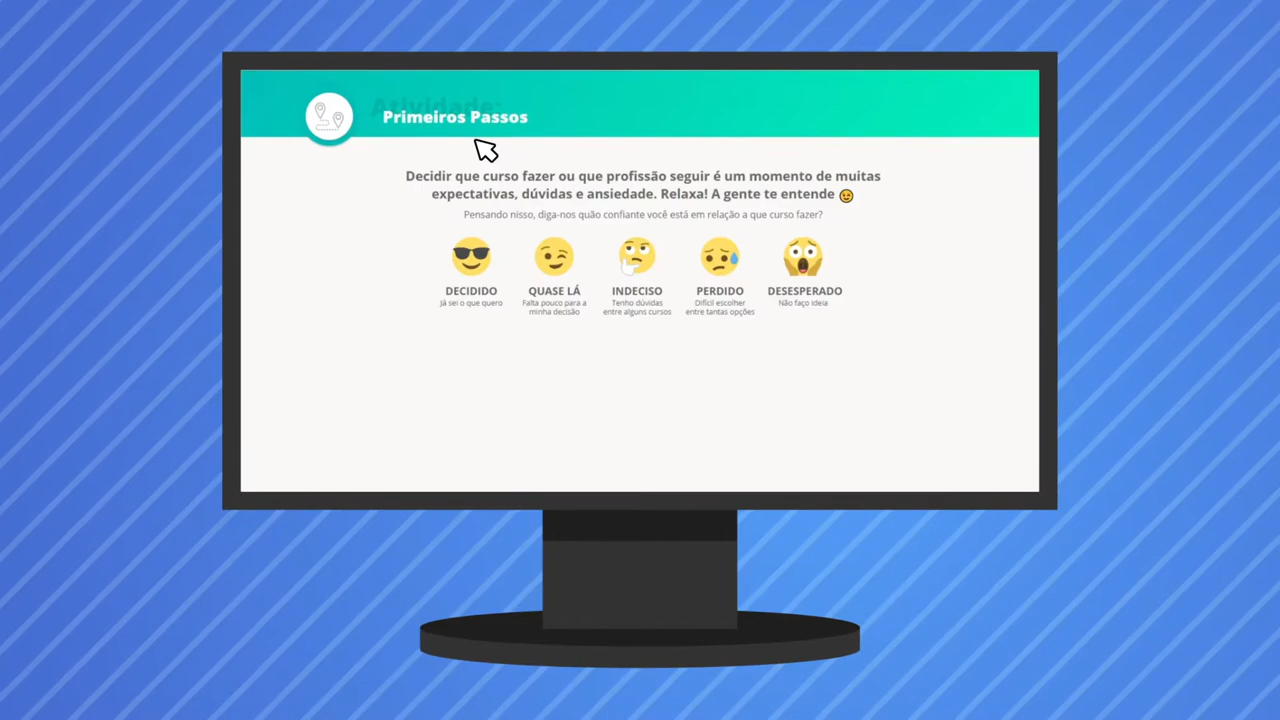 Atividade:
Primeiros Passos
Decidir que curso fazer ou que profissão seguir é um momento de muitas
expectativas, dúvidas e ansiedade. Relaxa! A gente te entende 😉
Pensando nisso, diga-nos quão confiante você está em relação a que curso fazer?
DECIDIDO
Já sei o que quero
QUASE LÁ
Falta pouco para a
minha decisão
INDECISO
Tenho dúvidas
entre alguns cursos
PERDIDO
Difícil escolher
entre tantas opções
DESESPERADO
Não faço ideia